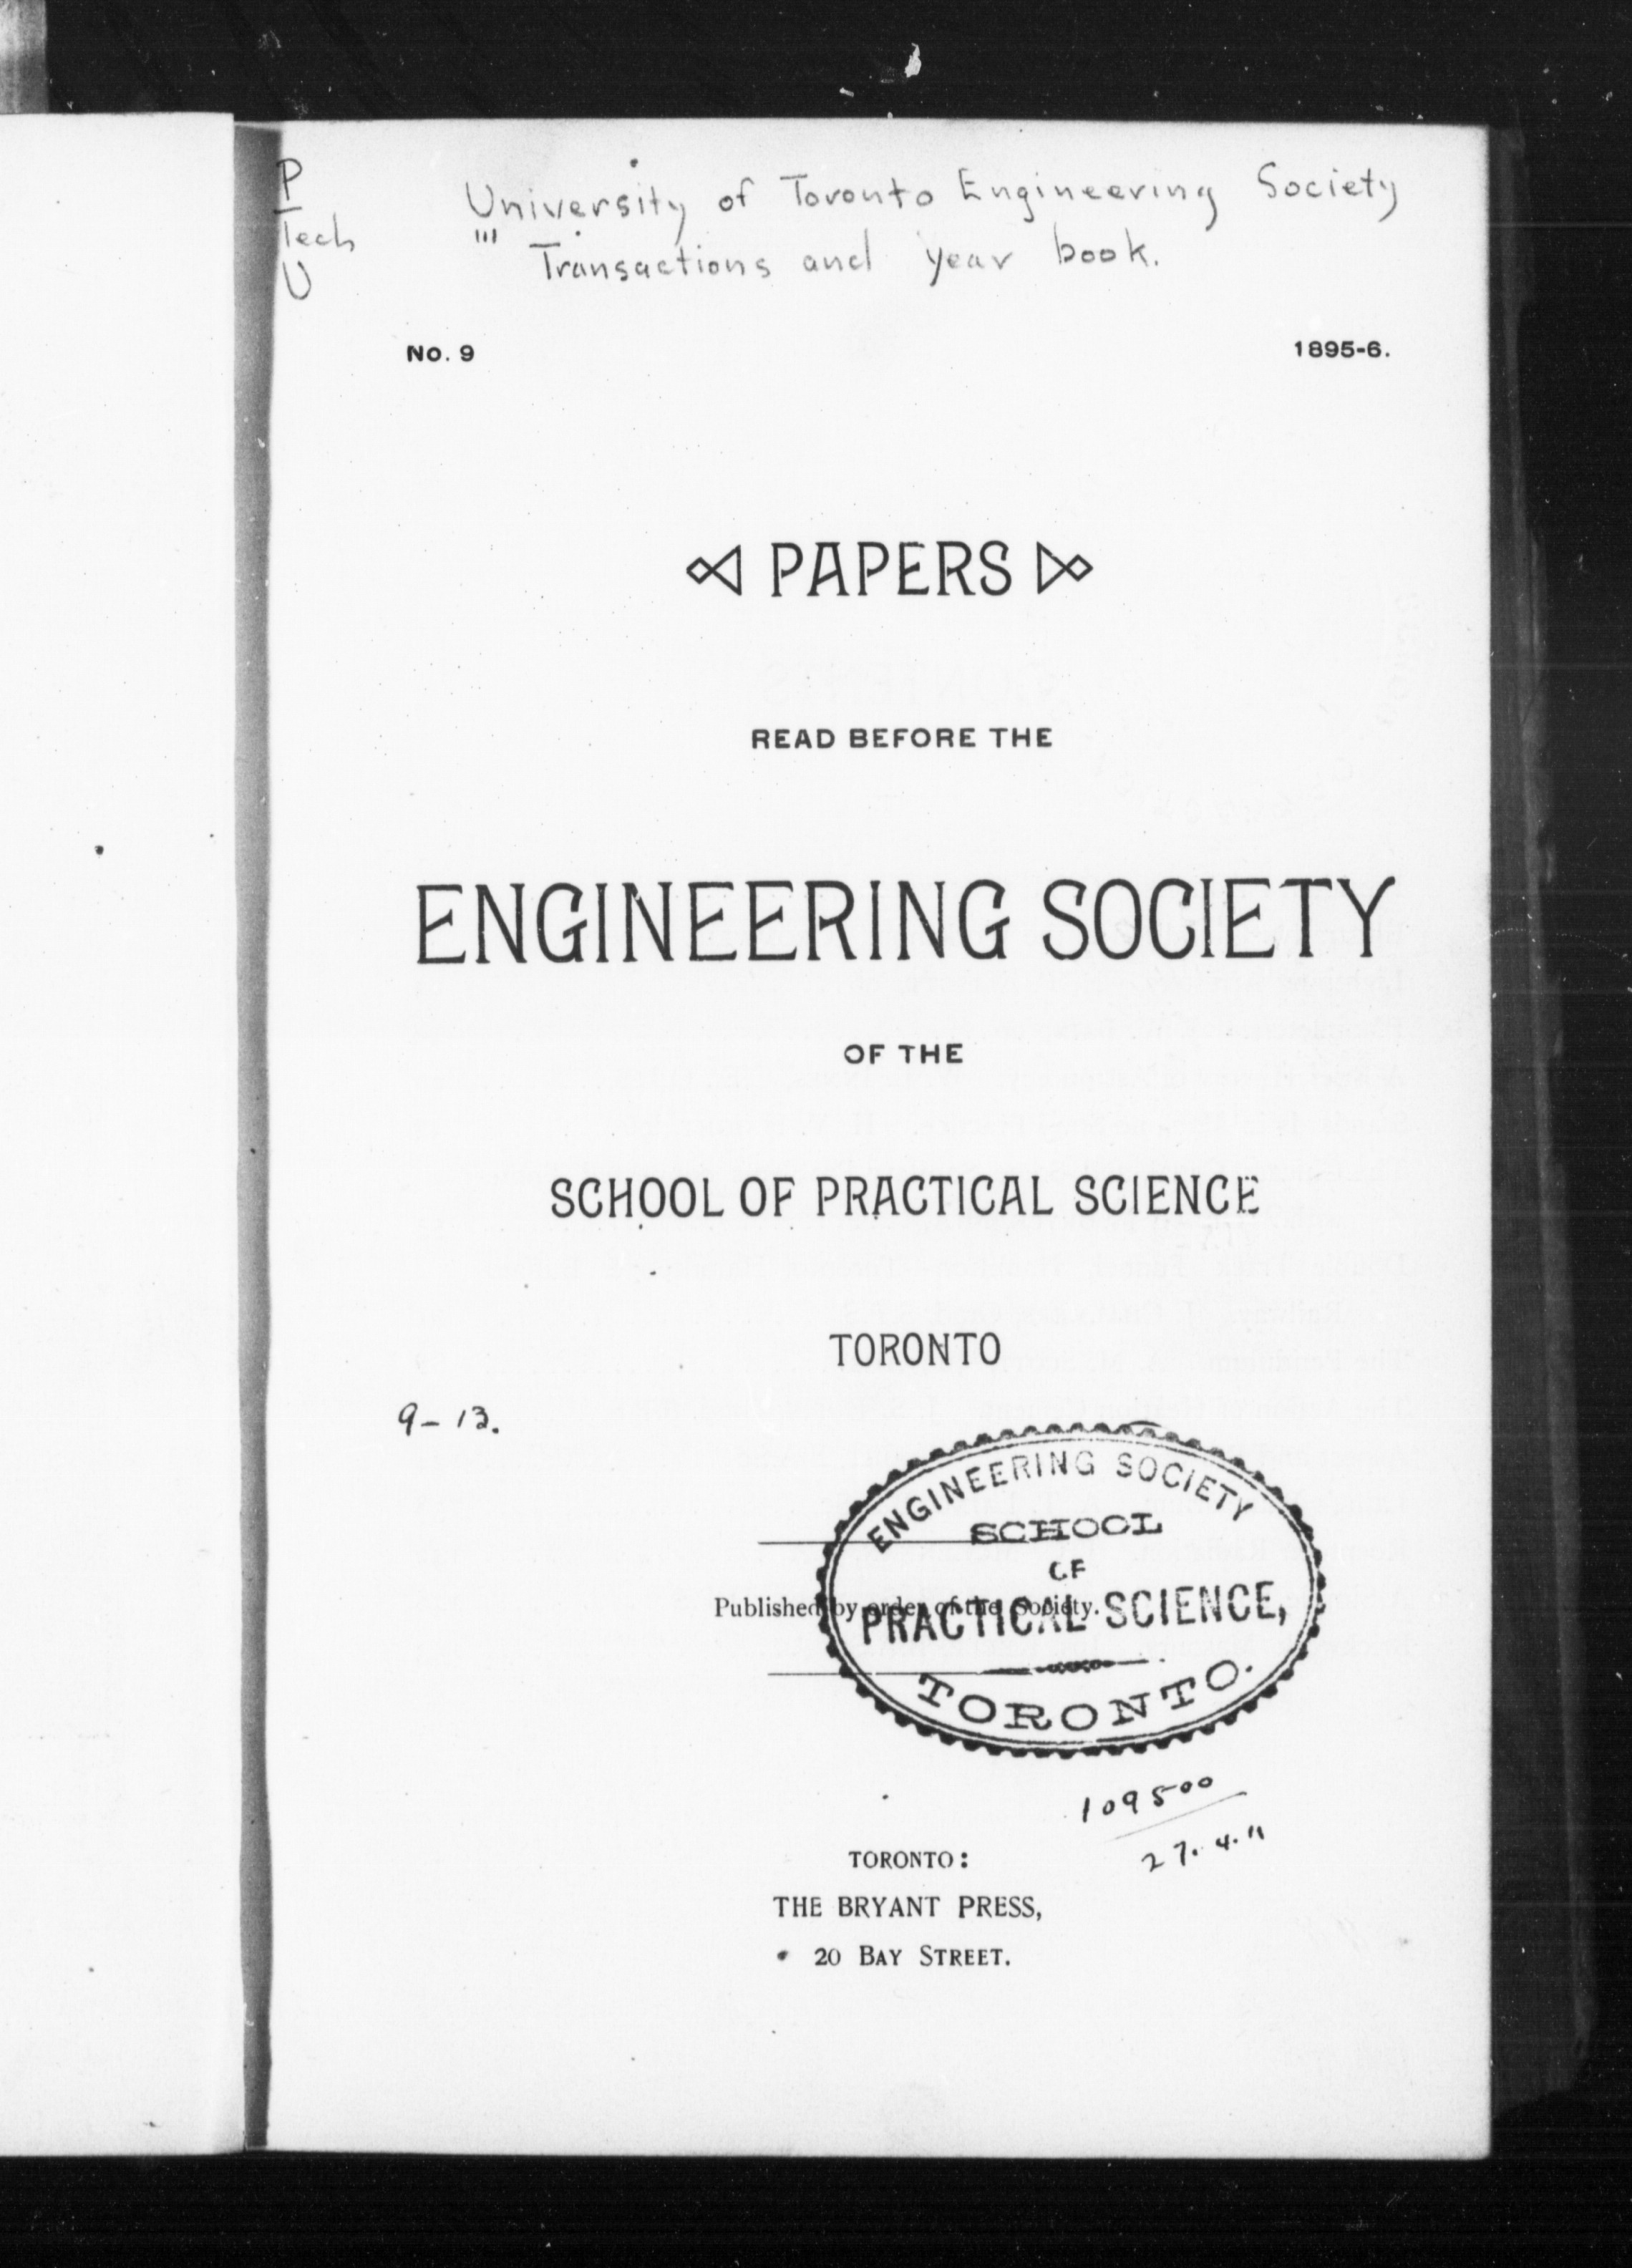 P
Tech
U
University of Toronto Engineering Society
Transactions and year book.
No. 9 1895-6.
PAPERS
READ BEFORE THE
ENGINEERING SOCIETY
OF THE
SCHOOL OF PRACTICAL SCIENCE
TORONTO
9-13.
ENGINEERING SOCIETY
SCHOOL
OF
PRACTICAL SCIENCE,
TORONTO.
Published by order of the Society.
109500
27.4.11
TORONTO:
THE BRYANT PRESS,
20 BAY STREET.